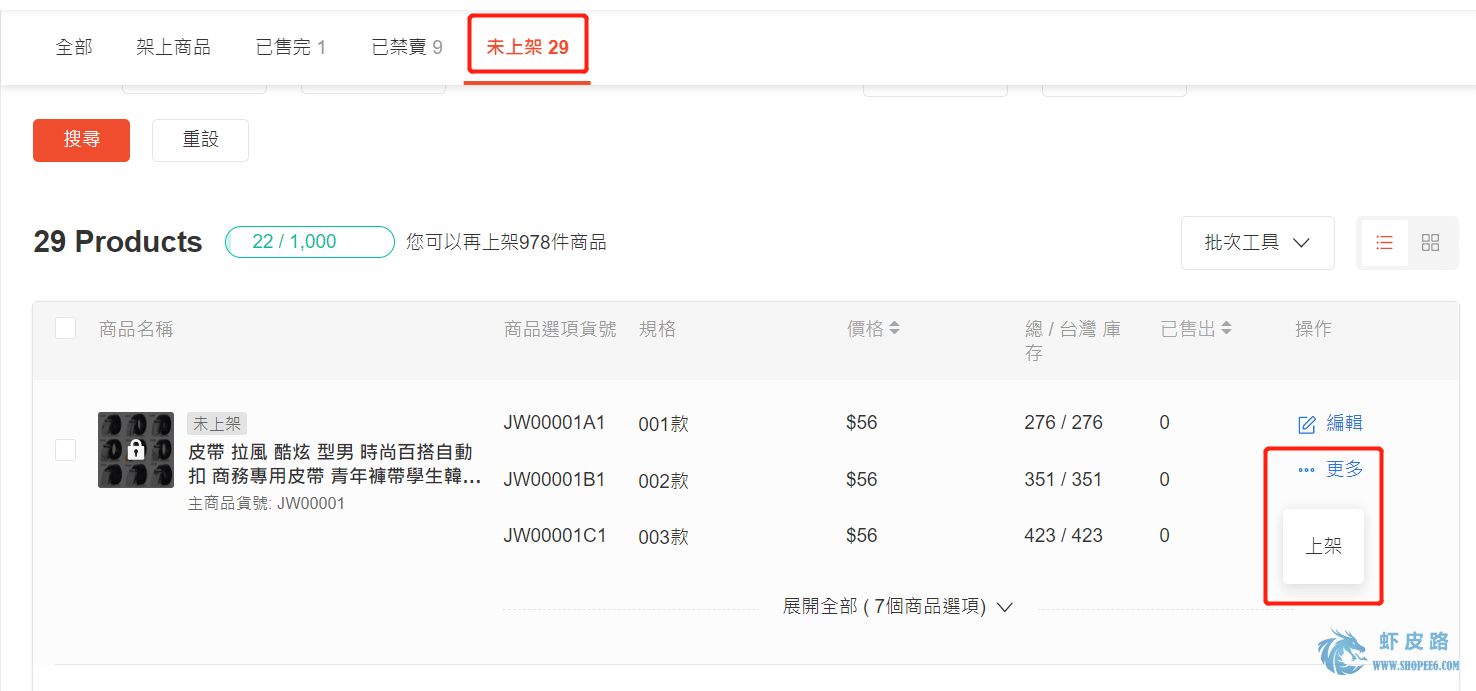 全部 架上商品 已售完 1 已禁賣 9 未上架 29
搜尋 重設
29 Products 22 / 1,000 您可以再上架978件商品 批次工具
商品名稱 商品選項貨號 規格 價格 總 / 台灣 庫 已售出 操作
存
未上架 JW00001A1 001款 $56 276 / 276 0 編輯
皮帶 拉風 酷炫 型男 時尚百搭自動
扣 商務專用皮帶 青年褲帶學生韓...
主商品貨號: JW00001
JW00001B1 002款 $56 351 / 351 0 更多
JW00001C1 003款 $56 423 / 423 0 上架
展開全部 ( 7個商品選項)
虾皮路
WWW.SHOPEE6.COM